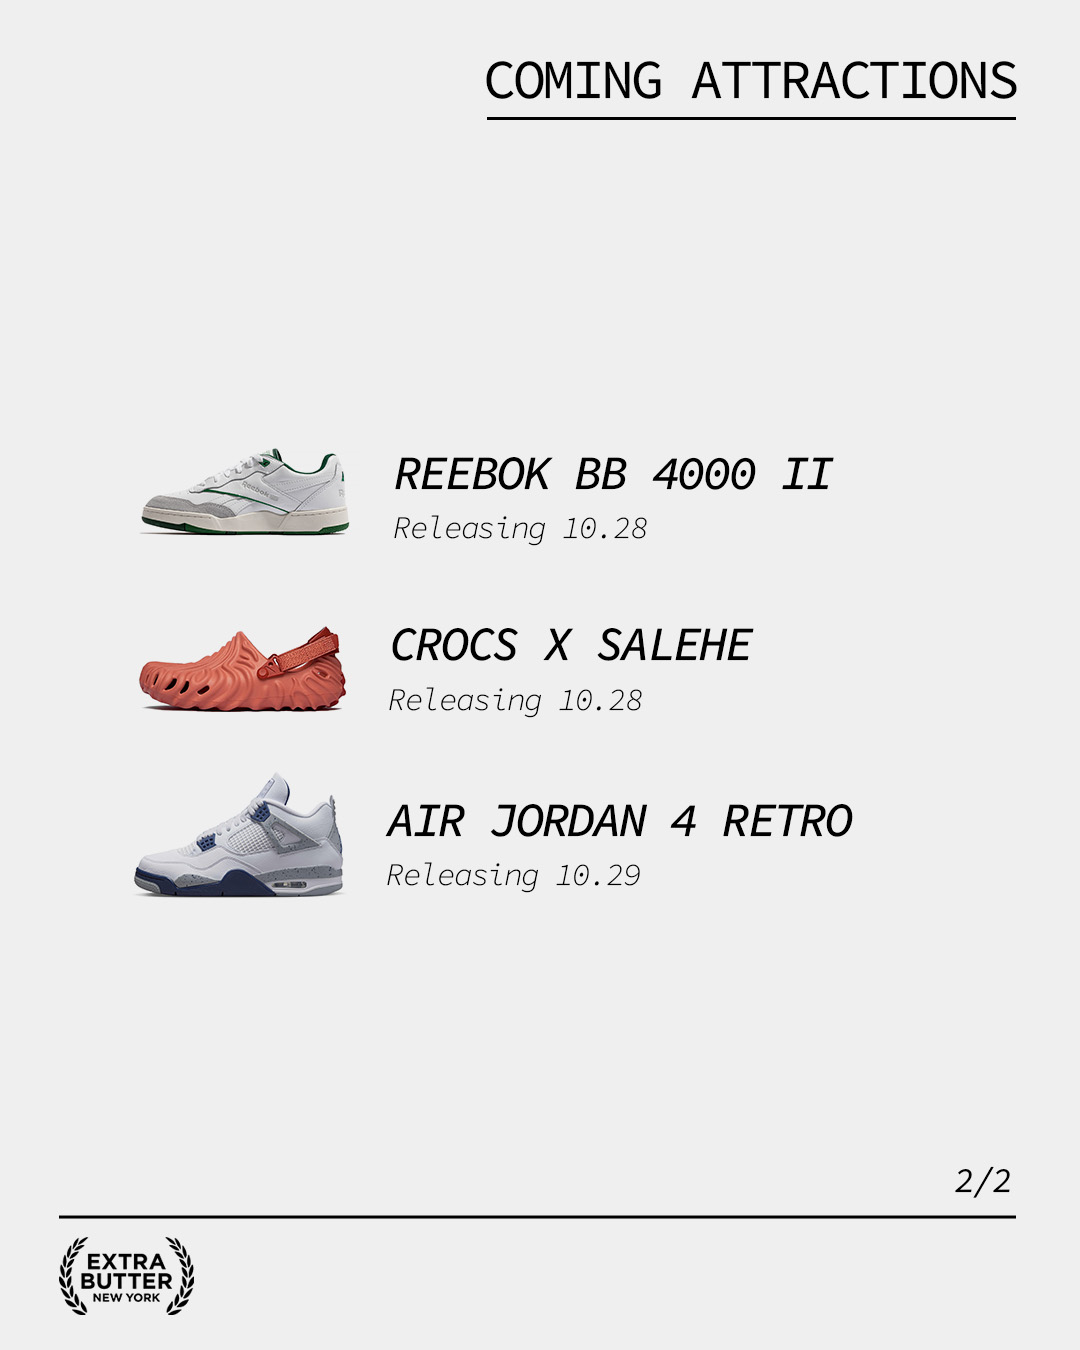 COMING ATTRACTIONS
REEBOK BB 4000 II
Releasing 10.28
CROCS X SALEHE
Releasing 10.28
AIR JORDAN 4 RETRO
Releasing 10.29
2/2
EXTRA
BUTTER
NEW YORK
Reebok